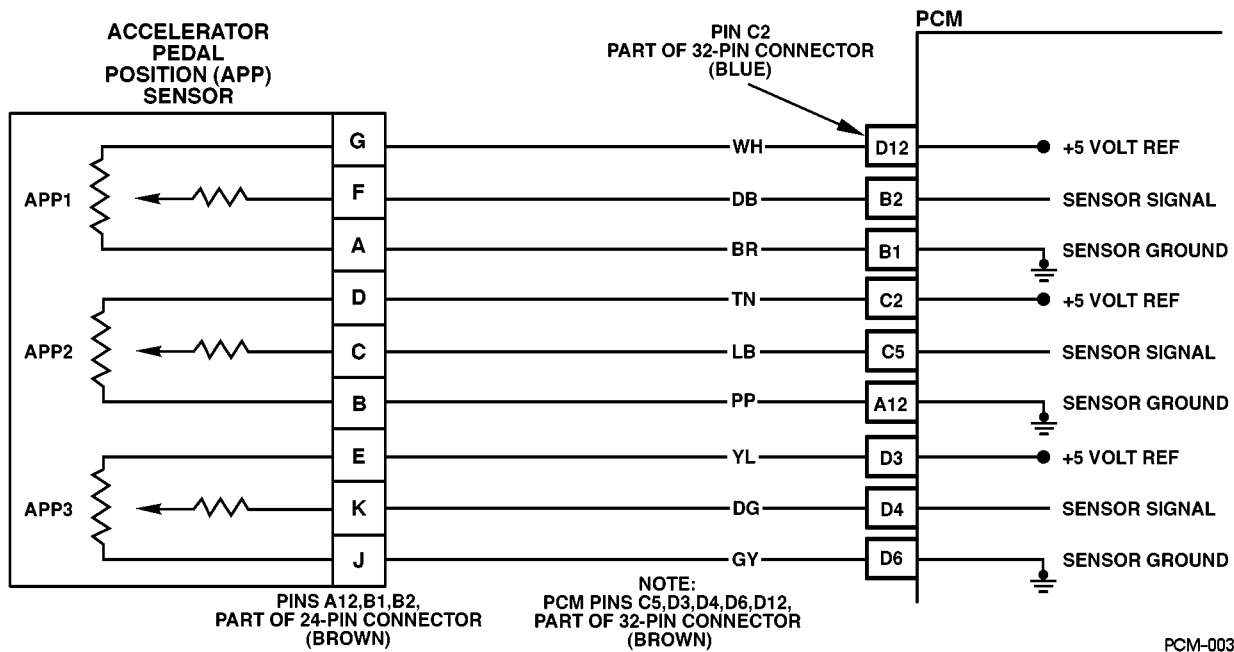 PCM
ACCELERATOR
PEDAL
POSITION (APP)
SENSOR
PIN C2
PART OF 32-PIN CONNECTOR
(BLUE)
G WH D12 +5 VOLT REF
APP1 F DB B2 SENSOR SIGNAL
A BR B1 SENSOR GROUND
D TN C2 +5 VOLT REF
APP2 C LB C5 SENSOR SIGNAL
B PP A12 SENSOR GROUND
E YL D3 +5 VOLT REF
APP3 K DG D4 SENSOR SIGNAL
J GY D6 SENSOR GROUND
PINS A12,B1,B2,
PART OF 24-PIN CONNECTOR
(BROWN)
NOTE:
PCM PINS C5,D3,D4,D6,D12,
PART OF 32-PIN CONNECTOR
(BROWN)
PCM-003